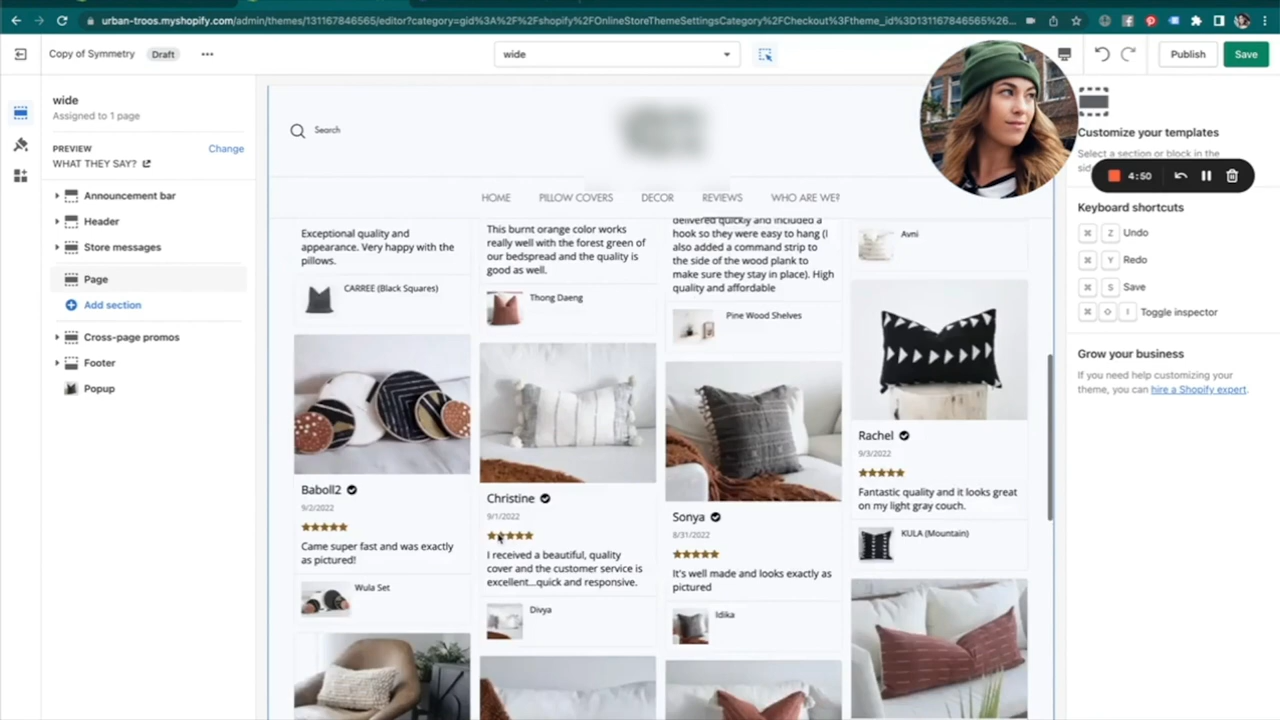 urban-troos.myshopify.com/admin/themes/131167846565/editor?category=gid%3A%2F%2Fshopify%2FOnlineStoreThemeSettingsCategory%2FCheckout%3Ftheme_id%3D131167846565%26...
Copy of Symmetry
Draft
wide
Publish
Save
wide
Assigned to 1 page
PREVIEW
Change
WHAT THEY SAY?
Announcement bar
Header
Store messages
Page
Add section
Cross-page promos
Footer
Popup
Search
HOME
PILLOW COVERS
DECOR
REVIEWS
WHO ARE WE?
Exceptional quality and
appearance. Very happy with the
pillows.
CARREE (Black Squares)
Baboll2
9/2/2022
Came super fast and was exactly
as pictured!
Wula Set
This burnt orange color works
really well with the forest green of
our bedspread and the quality is
good as well.
Thong Daeng
Christine
9/1/2022
I received a beautiful, quality
cover and the customer service is
excellent...quick and responsive.
Divya
delivered quickly and included a
hook so they were easy to hang (I
also added a command strip to
the side of the wood plank to
make sure they stay in place). High
quality and affordable
Pine Wood Shelves
Sonya
8/31/2022
It's well made and looks exactly as
pictured
Idika
Avni
Rachel
9/3/2022
Fantastic quality and it looks great
on my light gray couch.
KULA (Mountain)
Customize your templates
Select a section or block in the
4:50
Keyboard shortcuts
⌘ Z Undo
⌘ Y Redo
⌘ S Save
⌘ ⇧ I Toggle inspector
Grow your business
If you need help customizing your
theme, you can hire a Shopify expert.